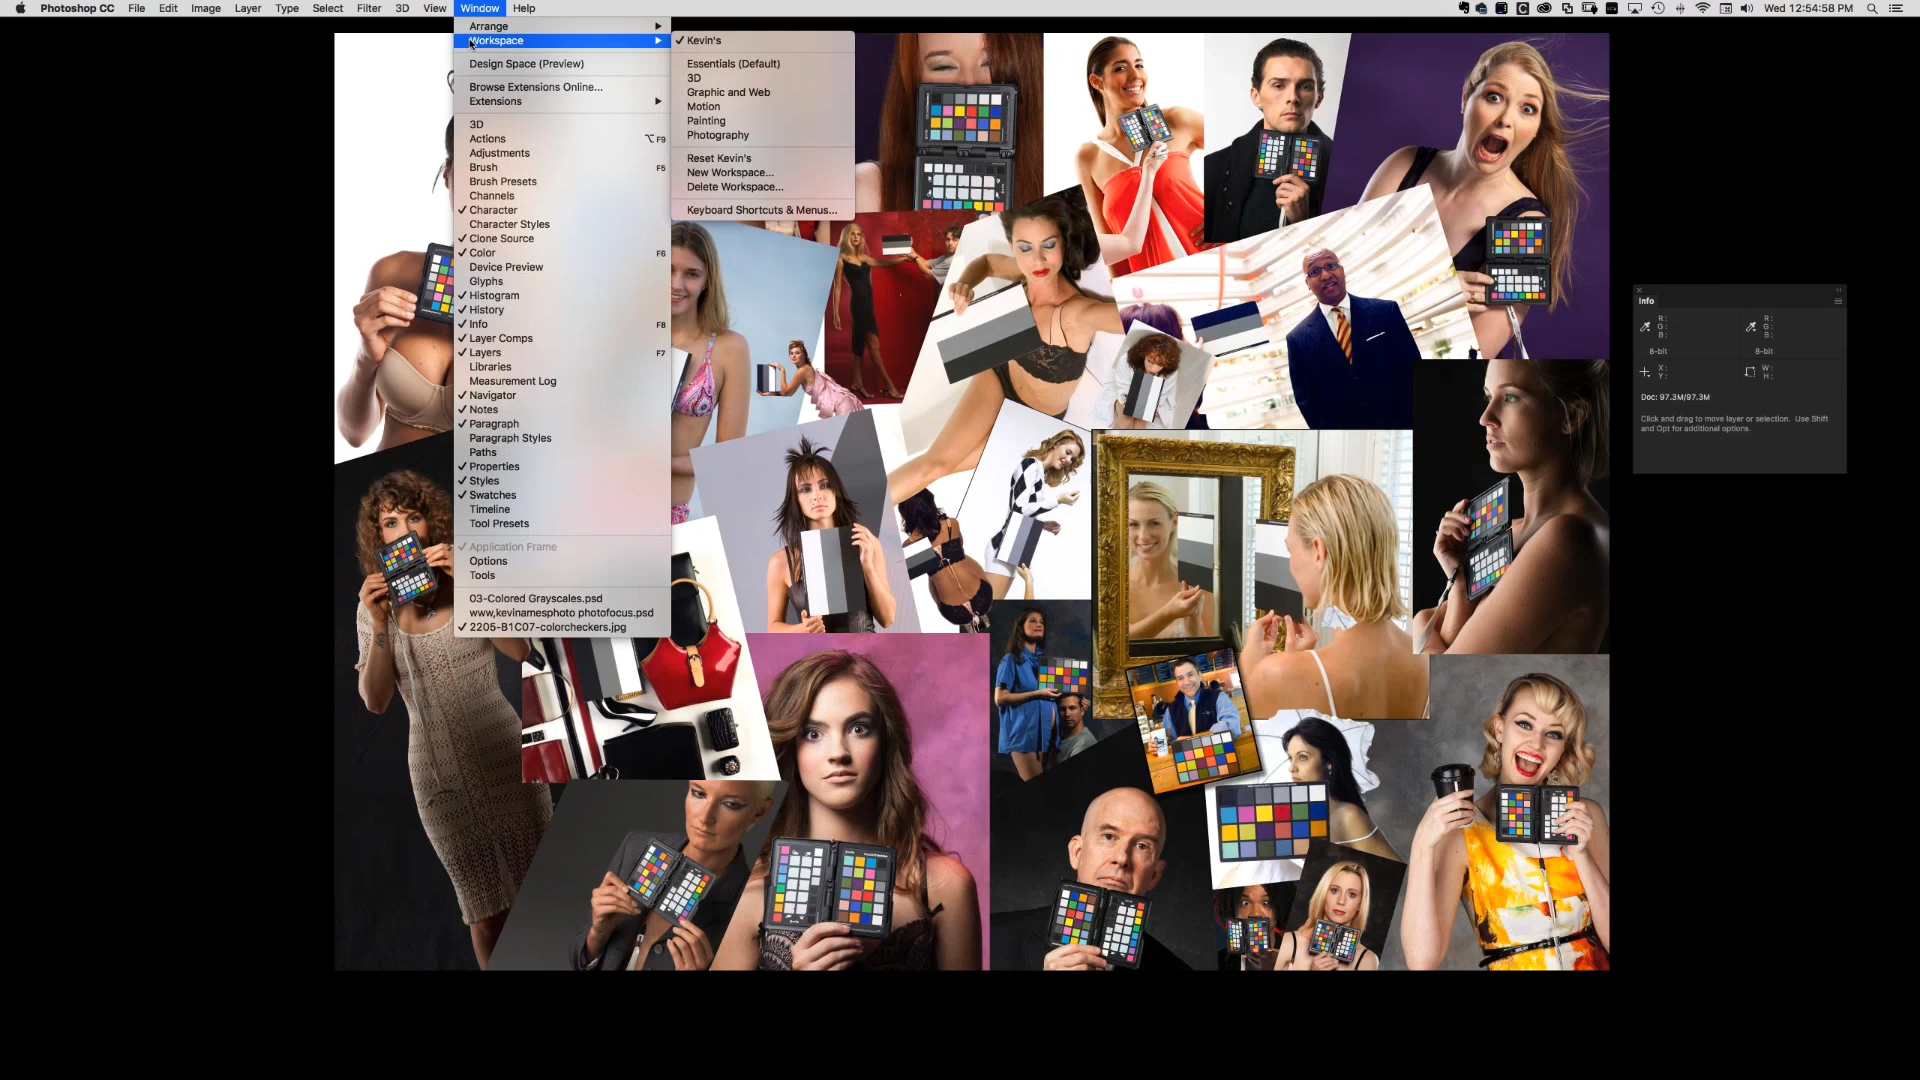 Photoshop CC File Edit Image Layer Type Select Filter 3D View Window Help Wed 12:54:58 PM
Arrange
Workspace
Design Space (Preview)
Browse Extensions Online...
Extensions
3D
Actions ⌥F9
Adjustments
Brush F5
Brush Presets
Channels
✓ Character
Character Styles
✓ Clone Source
✓ Color F6
Device Preview
Glyphs
✓ Histogram
✓ History
✓ Info F8
✓ Layer Comps
✓ Layers F7
Libraries
Measurement Log
✓ Navigator
✓ Notes
✓ Paragraph
Paragraph Styles
Paths
✓ Properties
✓ Styles
✓ Swatches
Timeline
Tool Presets
✓ Application Frame
Options
Tools
03-Colored Grayscales.psd
www,kevinamesphoto photofocus.psd
✓ 2205-B1C07-colorcheckers.jpg
✓ Kevin's
Essentials (Default)
3D
Graphic and Web
Motion
Painting
Photography
Reset Kevin's
New Workspace...
Delete Workspace...
Keyboard Shortcuts & Menus...
Info
R: R:
G: G:
B: B:
8-bit 8-bit
X: W:
Y: H:
Doc: 97.3M/97.3M
Click and drag to move layer or selection. Use Shift
and Opt for additional options.